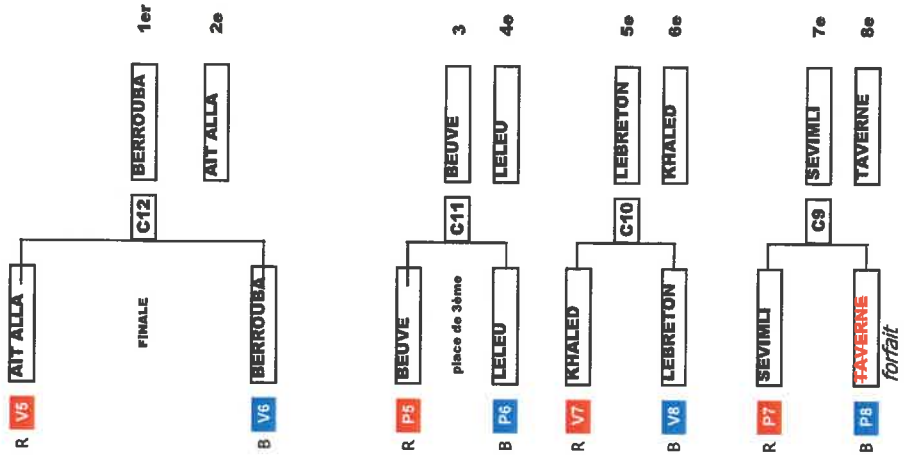 R V5 AIT ALLA
FINALE
B V6 BERROUBA
C12
BERROUBA 1er
AIT ALLA 2e
R P5 BEUVE
place de 3ème
B P6 LELEU
C11
BEUVE 3
LELEU 4e
R V7 KHALED
B V8 LEBRETON
C10
LEBRETON 5e
KHALED 6e
R P7 SEVIMLI
B P8 TAVERNE
forfait
C9
SEVIMLI 7e
TAVERNE 8e